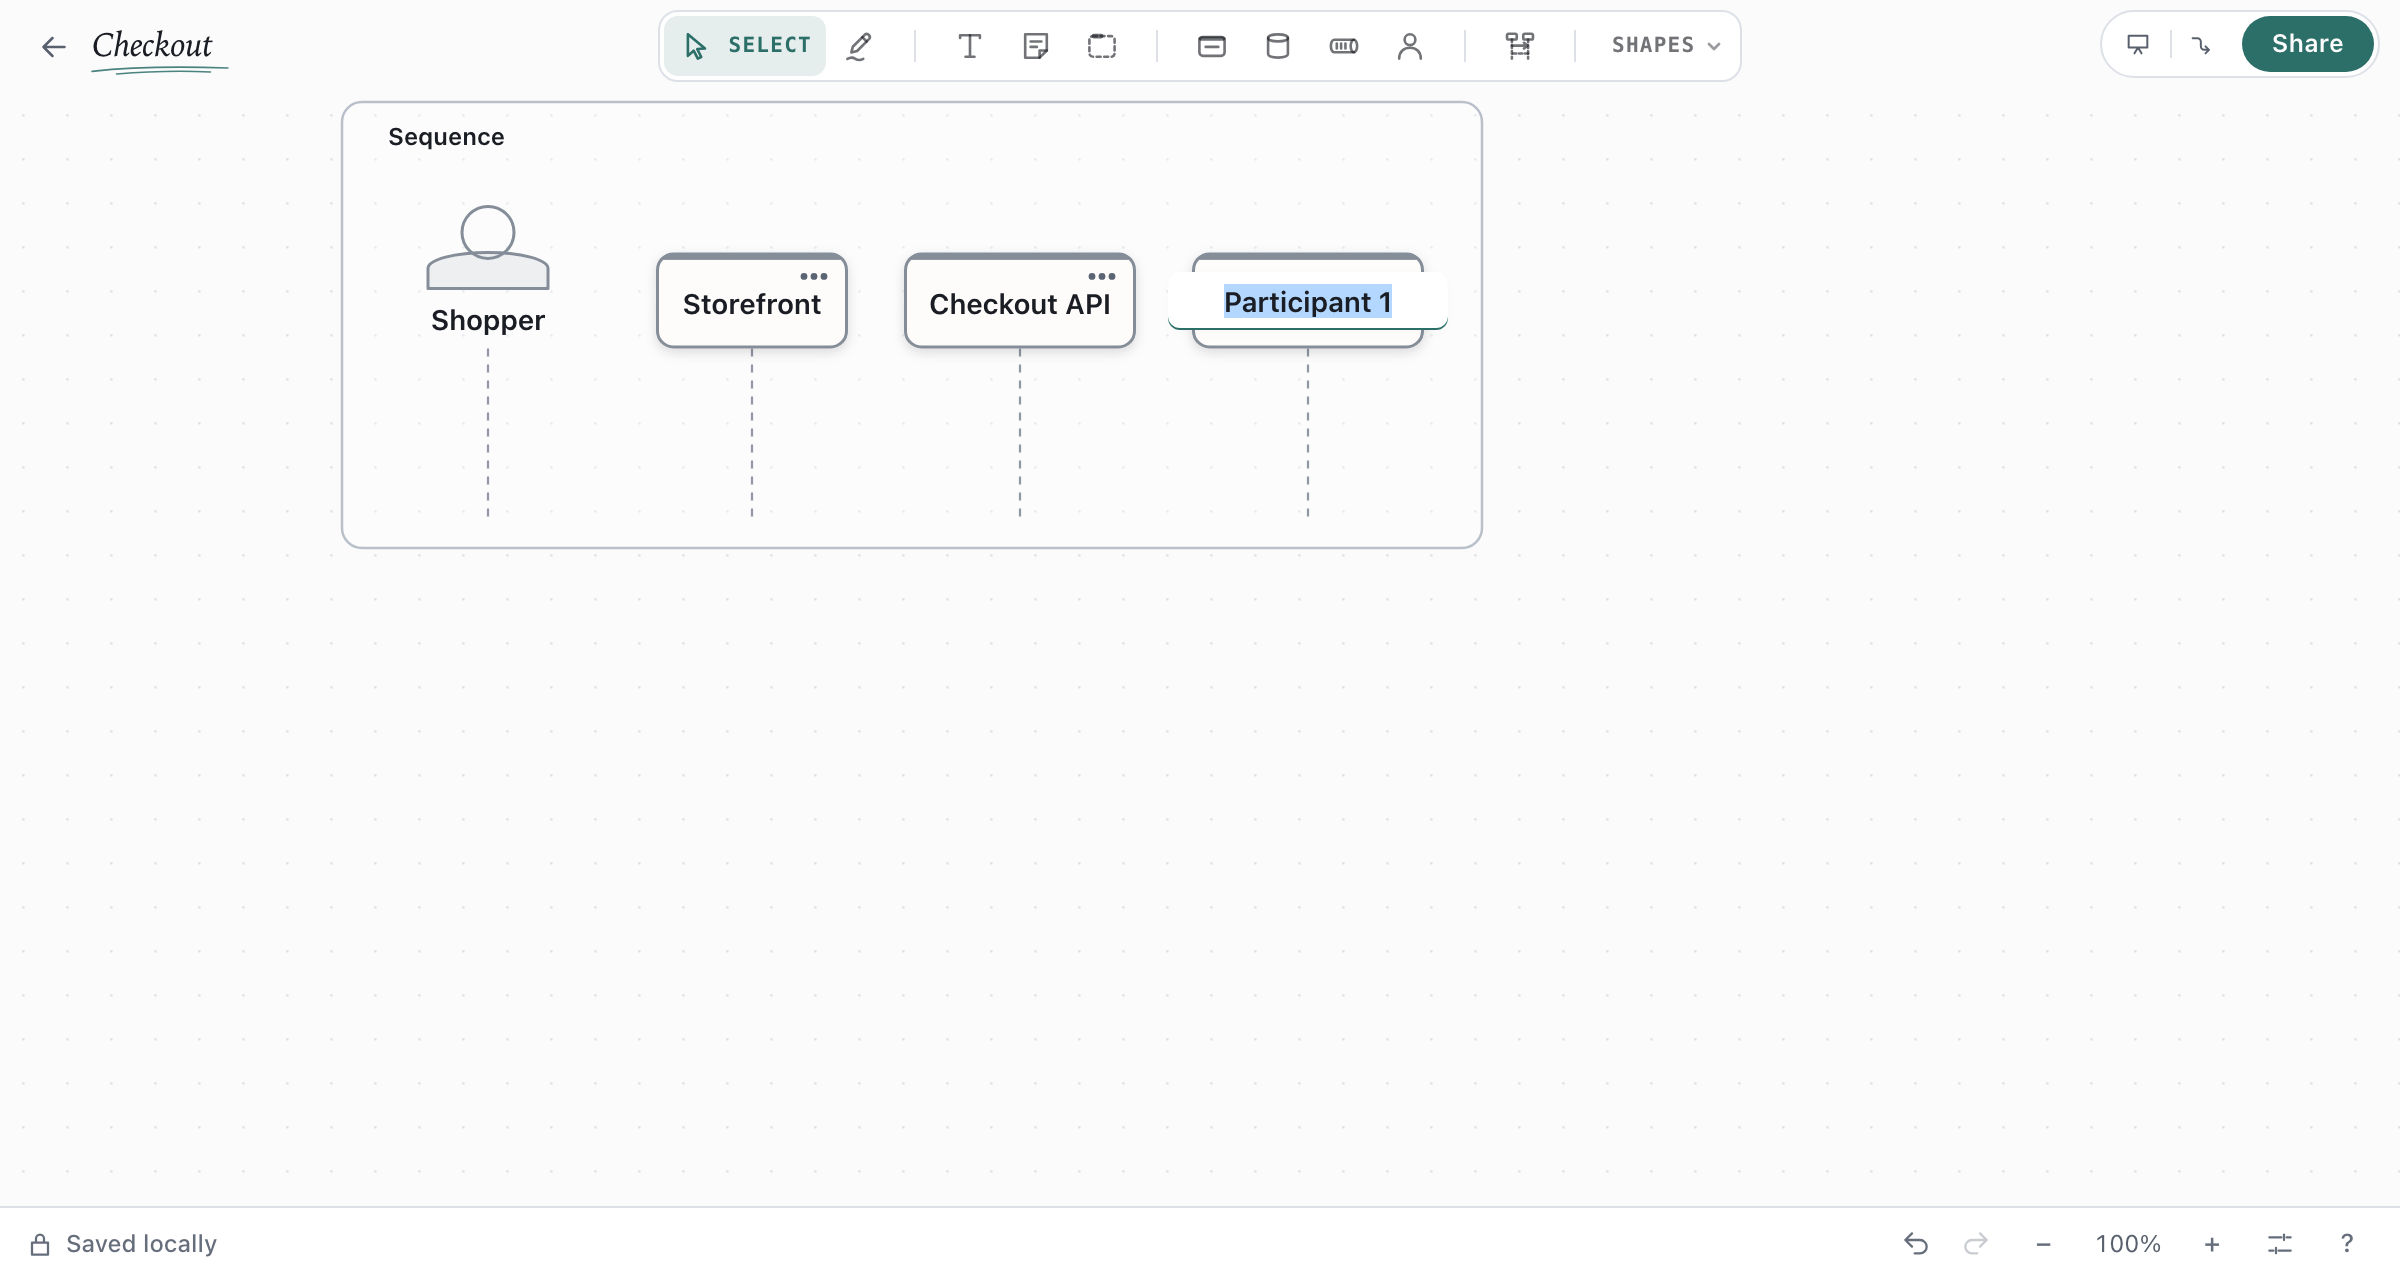 Checkout
SELECT
SHAPES
Share
Sequence
Shopper
Storefront
Checkout API
Participant 1
Saved locally
100%
?